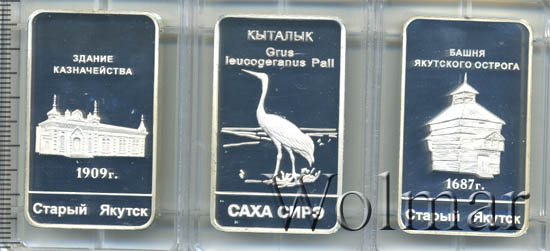 ЗДАНИЕ
КАЗНАЧЕЙСТВА
1909г.
Старый Якутск
КЫТАЛЫК
Grus
leucogeranus Pall
САХА СИРЭ
БАШНЯ
ЯКУТСКОГО ОСТРОГА
1687г.
Старый Якутск
Wolmar